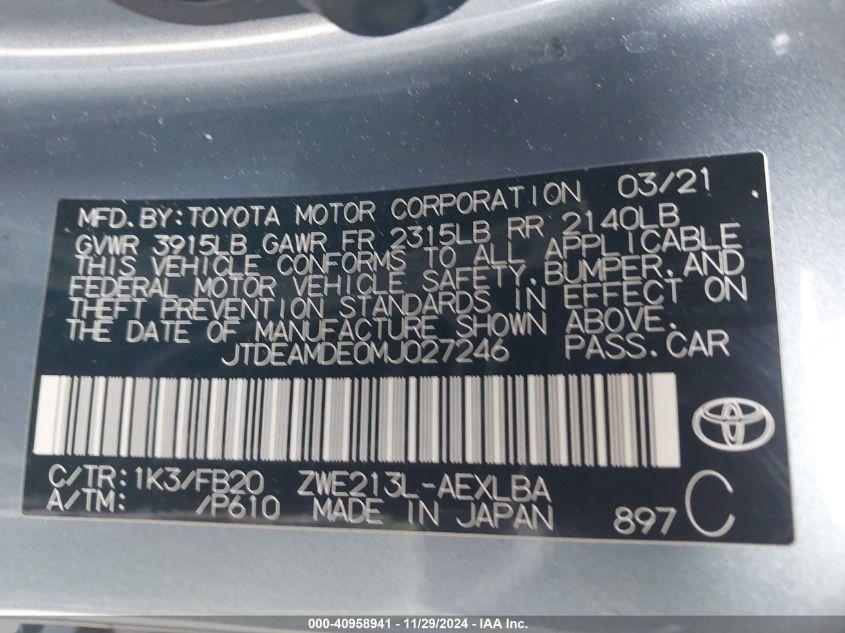 MFD.BY:TOYOTA MOTOR CORPORATION 03/21
GVWR 3915LB GAWR FR 2315LB RR 2140LB
THIS VEHICLE CONFORMS TO ALL APPLICABLE
FEDERAL MOTOR VEHICLE SAFETY,BUMPER,AND
THEFT PREVENTION STANDARDS IN EFFECT ON
THE DATE OF MANUFACTURE SHOWN ABOVE.
JTDEAMDE0MJ027246 PASS.CAR
C/TR:1K3/FB20 ZWE213L-AEXLBA
A/TM: /P610 MADE IN JAPAN 897 C
000-40958941 / 11/29/2024 - IEAI US